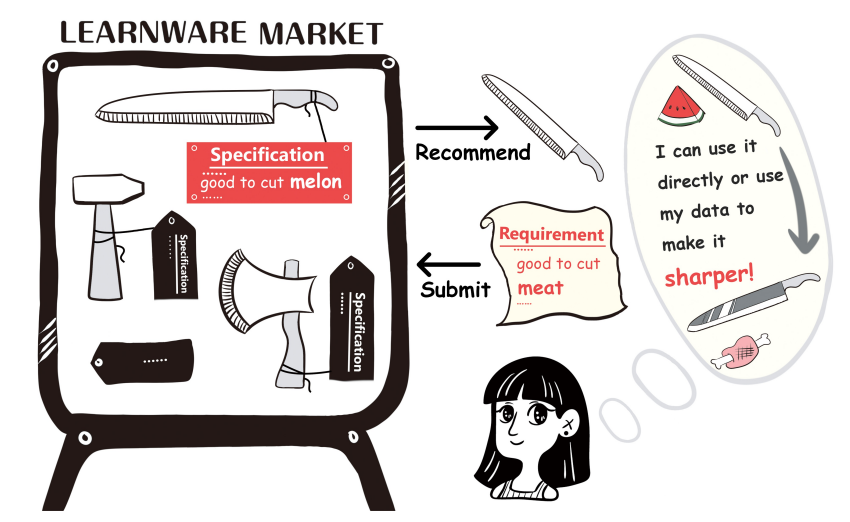 LEARNWARE MARKET
Specification
good to cut melon
Specification
Specification
Recommend
Requirement
good to cut
meat
Submit
I can use it
directly or use
my data to
make it
sharper!